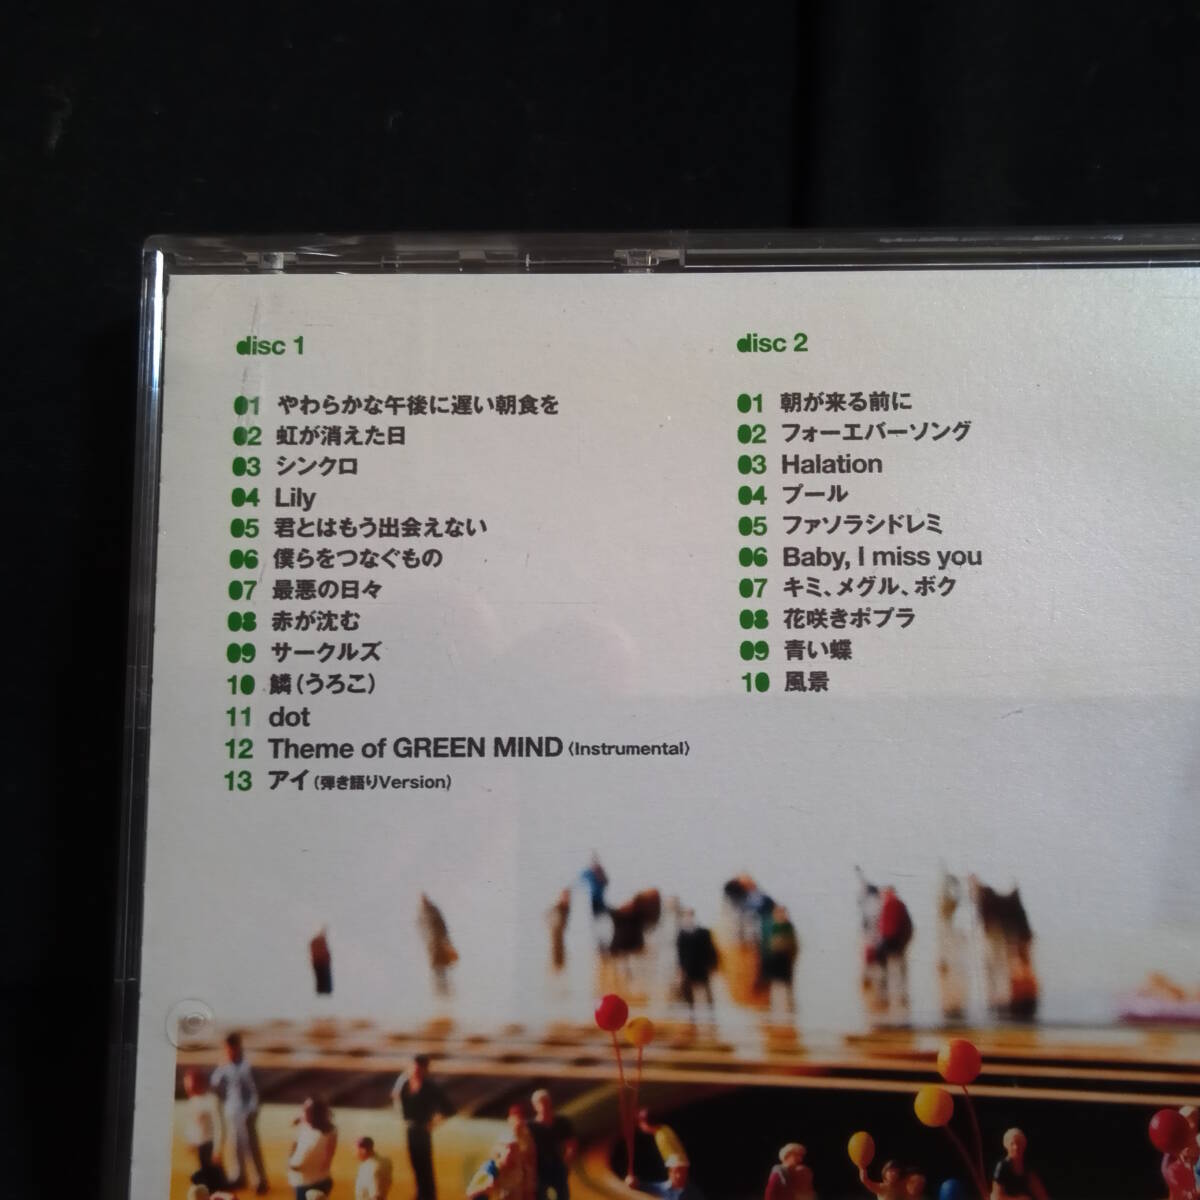 disc 1
01 やわらかな午後に遅い朝食を
02 虹が消えた日
03 シンクロ
04 Lily
05 君とはもう出会えない
06 僕らをつなぐもの
07 最悪の日々
08 赤が沈む
09 サークルズ
10 鱗（うろこ）
11 dot
12 Theme of GREEN MIND〈Instrumental〉
13 アイ（弾き語りVersion）
disc 2
01 朝が来る前に
02 フォーエバーソング
03 Halation
04 プール
05 ファソラシドレミ
06 Baby, I miss you
07 キミ、メグル、ボク
08 花咲きポプラ
09 青い蝶
10 風景